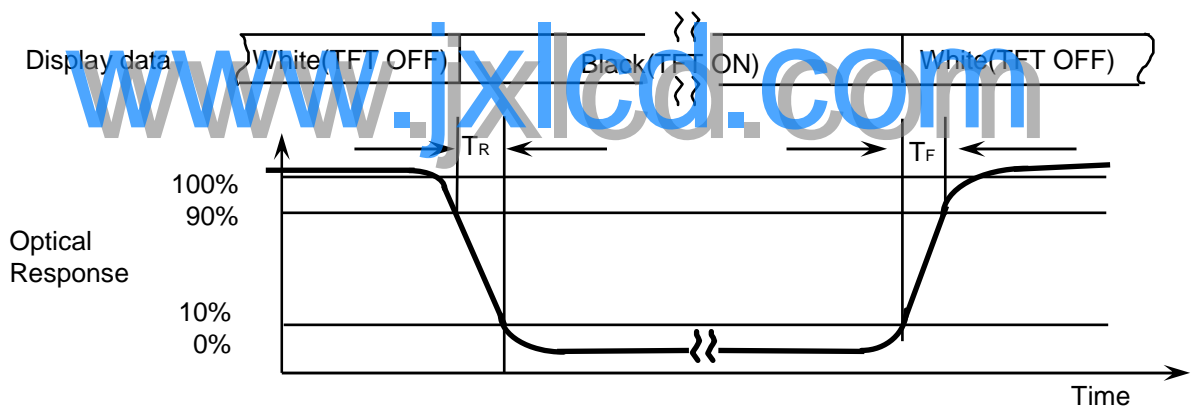 Display data
White(TFT OFF)
Black(TFT ON)
White(TFT OFF)
www.jxlcd.com
TR
TF
100%
90%
Optical
Response
10%
0%
Time